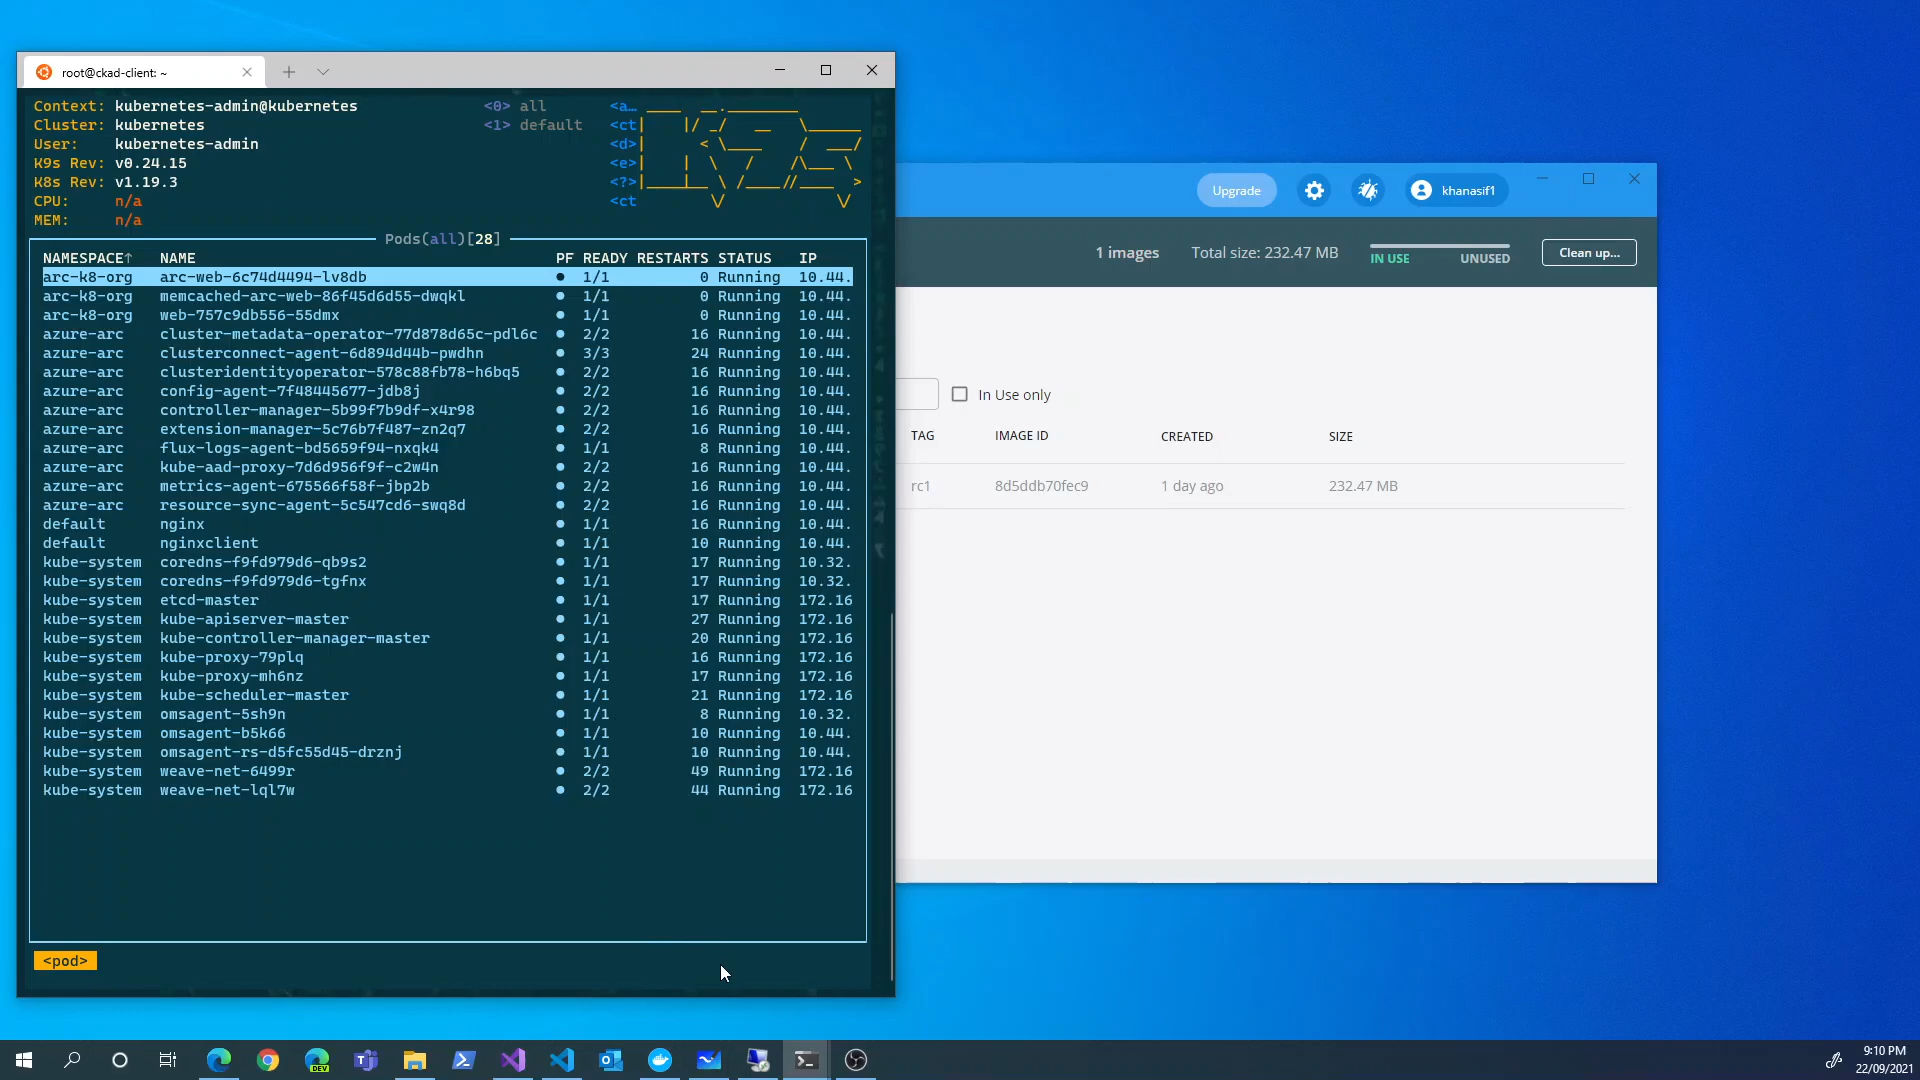 root@ckad-client: ~
Context: kubernetes-admin@kubernetes <0> all <a…
Cluster: kubernetes <1> default <ct
User: kubernetes-admin <d>
K9s Rev: v0.24.15 <e>
K8s Rev: v1.19.3 <?>
CPU: n/a <ct
MEM: n/a
Pods(all)[28]
NAMESPACE↑ NAME PF READY RESTARTS STATUS IP
arc-k8-org arc-web-6c74d4494-lv8db ● 1/1 0 Running 10.44.
arc-k8-org memcached-arc-web-86f45d6d55-dwqkl ● 1/1 0 Running 10.44.
arc-k8-org web-757c9db556-55dmx ● 1/1 0 Running 10.44.
azure-arc cluster-metadata-operator-77d878d65c-pdl6c ● 2/2 16 Running 10.44.
azure-arc clusterconnect-agent-6d894d44b-pwdhn ● 3/3 24 Running 10.44.
azure-arc clusteridentityoperator-578c88fb78-h6bq5 ● 2/2 16 Running 10.44.
azure-arc config-agent-7f48445677-jdb8j ● 2/2 16 Running 10.44.
azure-arc controller-manager-5b99f7b9df-x4r98 ● 2/2 16 Running 10.44.
azure-arc extension-manager-5c76b7f487-zn2q7 ● 2/2 16 Running 10.44.
azure-arc flux-logs-agent-bd5659f94-nxqk4 ● 1/1 8 Running 10.44.
azure-arc kube-aad-proxy-7d6d956f9f-c2w4n ● 2/2 16 Running 10.44.
azure-arc metrics-agent-675566f58f-jbp2b ● 2/2 16 Running 10.44.
azure-arc resource-sync-agent-5c547cd6-swq8d ● 2/2 16 Running 10.44.
default nginx ● 1/1 16 Running 10.44.
default nginxclient ● 1/1 10 Running 10.44.
kube-system coredns-f9fd979d6-qb9s2 ● 1/1 17 Running 10.32.
kube-system coredns-f9fd979d6-tgfnx ● 1/1 17 Running 10.32.
kube-system etcd-master ● 1/1 17 Running 172.16
kube-system kube-apiserver-master ● 1/1 27 Running 172.16
kube-system kube-controller-manager-master ● 1/1 20 Running 172.16
kube-system kube-proxy-79plq ● 1/1 16 Running 172.16
kube-system kube-proxy-mh6nz ● 1/1 17 Running 172.16
kube-system kube-scheduler-master ● 1/1 21 Running 172.16
kube-system omsagent-5sh9n ● 1/1 8 Running 10.32.
kube-system omsagent-b5k66 ● 1/1 10 Running 10.44.
kube-system omsagent-rs-d5fc55d45-drznj ● 1/1 10 Running 10.44.
kube-system weave-net-6499r ● 2/2 49 Running 172.16
kube-system weave-net-lql7w ● 2/2 44 Running 172.16
<pod>
Upgrade khanasif1
1 images Total size: 232.47 MB IN USE UNUSED Clean up...
In Use only
TAG IMAGE ID CREATED SIZE
rc1 8d5ddb70fec9 1 day ago 232.47 MB
DEV
9:10 PM
22/09/2021